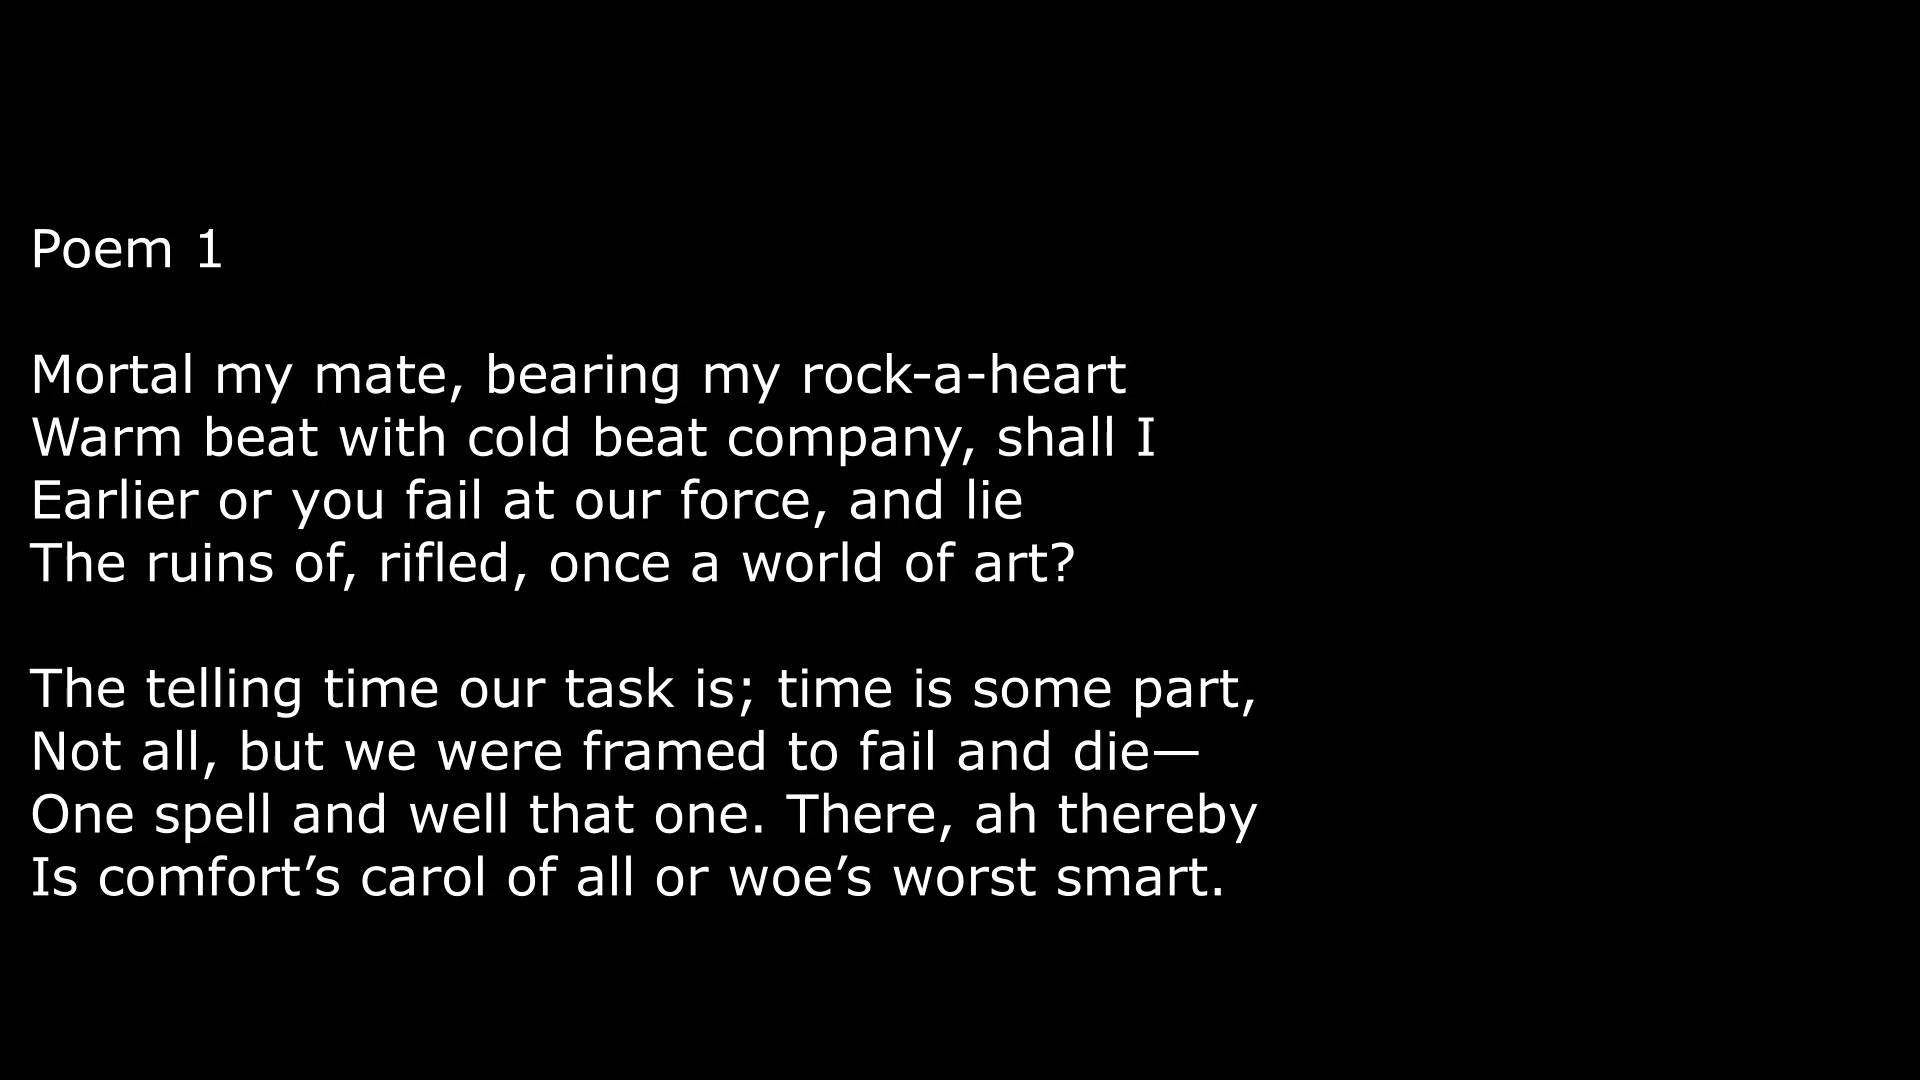 Poem 1
Mortal my mate, bearing my rock-a-heart
Warm beat with cold beat company, shall I
Earlier or you fail at our force, and lie
The ruins of, rifled, once a world of art?
The telling time our task is; time is some part,
Not all, but we were framed to fail and die—
One spell and well that one. There, ah thereby
Is comfort’s carol of all or woe’s worst smart.